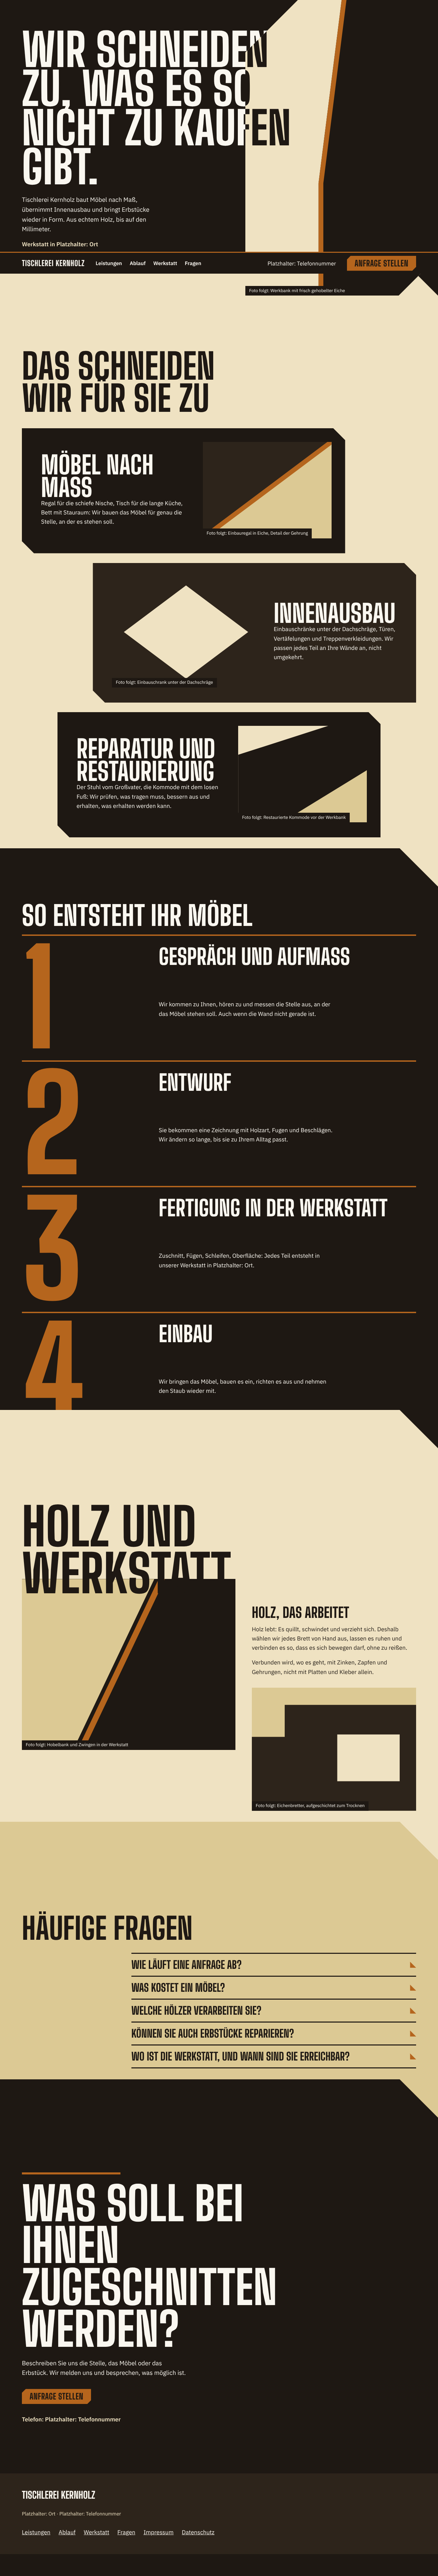 WIR SCHNEIDEN
ZU, WAS ES SO
NICHT ZU KAUFEN
GIBT.
Tischlerei Kernholz baut Möbel nach Maß,
übernimmt Innenausbau und bringt Erbstücke
wieder in Form. Aus echtem Holz, bis auf den
Millimeter.
Werkstatt in Platzhalter: Ort
TISCHLEREI KERNHOLZ Leistungen Ablauf Werkstatt Fragen Platzhalter: Telefonnummer ANFRAGE STELLEN
Foto folgt: Werkbank mit frisch gehobelter Eiche
DAS SCHNEIDEN
WIR FÜR SIE ZU
MÖBEL NACH
MASS
Regal für die schiefe Nische, Tisch für die lange Küche,
Bett mit Stauraum: Wir bauen das Möbel für genau die
Stelle, an der es stehen soll.
Foto folgt: Einbauregal in Eiche, Detail der Gehrung
INNENAUSBAU
Einbauschränke unter der Dachschräge, Türen,
Vertäfelungen und Treppenverkleidungen. Wir
passen jedes Teil an Ihre Wände an, nicht
umgekehrt.
Foto folgt: Einbauschrank unter der Dachschräge
REPARATUR UND
RESTAURIERUNG
Der Stuhl vom Großvater, die Kommode mit dem losen
Fuß: Wir prüfen, was tragen muss, bessern aus und
erhalten, was erhalten werden kann.
Foto folgt: Restaurierte Kommode vor der Werkbank
SO ENTSTEHT IHR MÖBEL
1
GESPRÄCH UND AUFMASS
Wir kommen zu Ihnen, hören zu und messen die Stelle aus, an der
das Möbel stehen soll. Auch wenn die Wand nicht gerade ist.
2
ENTWURF
Sie bekommen eine Zeichnung mit Holzart, Fugen und Beschlägen.
Wir ändern so lange, bis sie zu Ihrem Alltag passt.
3
FERTIGUNG IN DER WERKSTATT
Zuschnitt, Fügen, Schleifen, Oberfläche: Jedes Teil entsteht in
unserer Werkstatt in Platzhalter: Ort.
4
EINBAU
Wir bringen das Möbel, bauen es ein, richten es aus und nehmen
den Staub wieder mit.
HOLZ UND
WERKSTATT
Foto folgt: Hobelbank und Zwingen in der Werkstatt
HOLZ, DAS ARBEITET
Holz lebt: Es quillt, schwindet und verzieht sich. Deshalb
wählen wir jedes Brett von Hand aus, lassen es ruhen und
verbinden es so, dass es sich bewegen darf, ohne zu reißen.
Verbunden wird, wo es geht, mit Zinken, Zapfen und
Gehrungen, nicht mit Platten und Kleber allein.
Foto folgt: Eichenbretter, aufgeschichtet zum Trocknen
HÄUFIGE FRAGEN
WIE LÄUFT EINE ANFRAGE AB?
WAS KOSTET EIN MÖBEL?
WELCHE HÖLZER VERARBEITEN SIE?
KÖNNEN SIE AUCH ERBSTÜCKE REPARIEREN?
WO IST DIE WERKSTATT, UND WANN SIND SIE ERREICHBAR?
WAS SOLL BEI
IHNEN
ZUGESCHNITTEN
WERDEN?
Beschreiben Sie uns die Stelle, das Möbel oder das
Erbstück. Wir melden uns und besprechen, was möglich ist.
ANFRAGE STELLEN
Telefon: Platzhalter: Telefonnummer
TISCHLEREI KERNHOLZ
Platzhalter: Ort · Platzhalter: Telefonnummer
Leistungen Ablauf Werkstatt Fragen Impressum Datenschutz